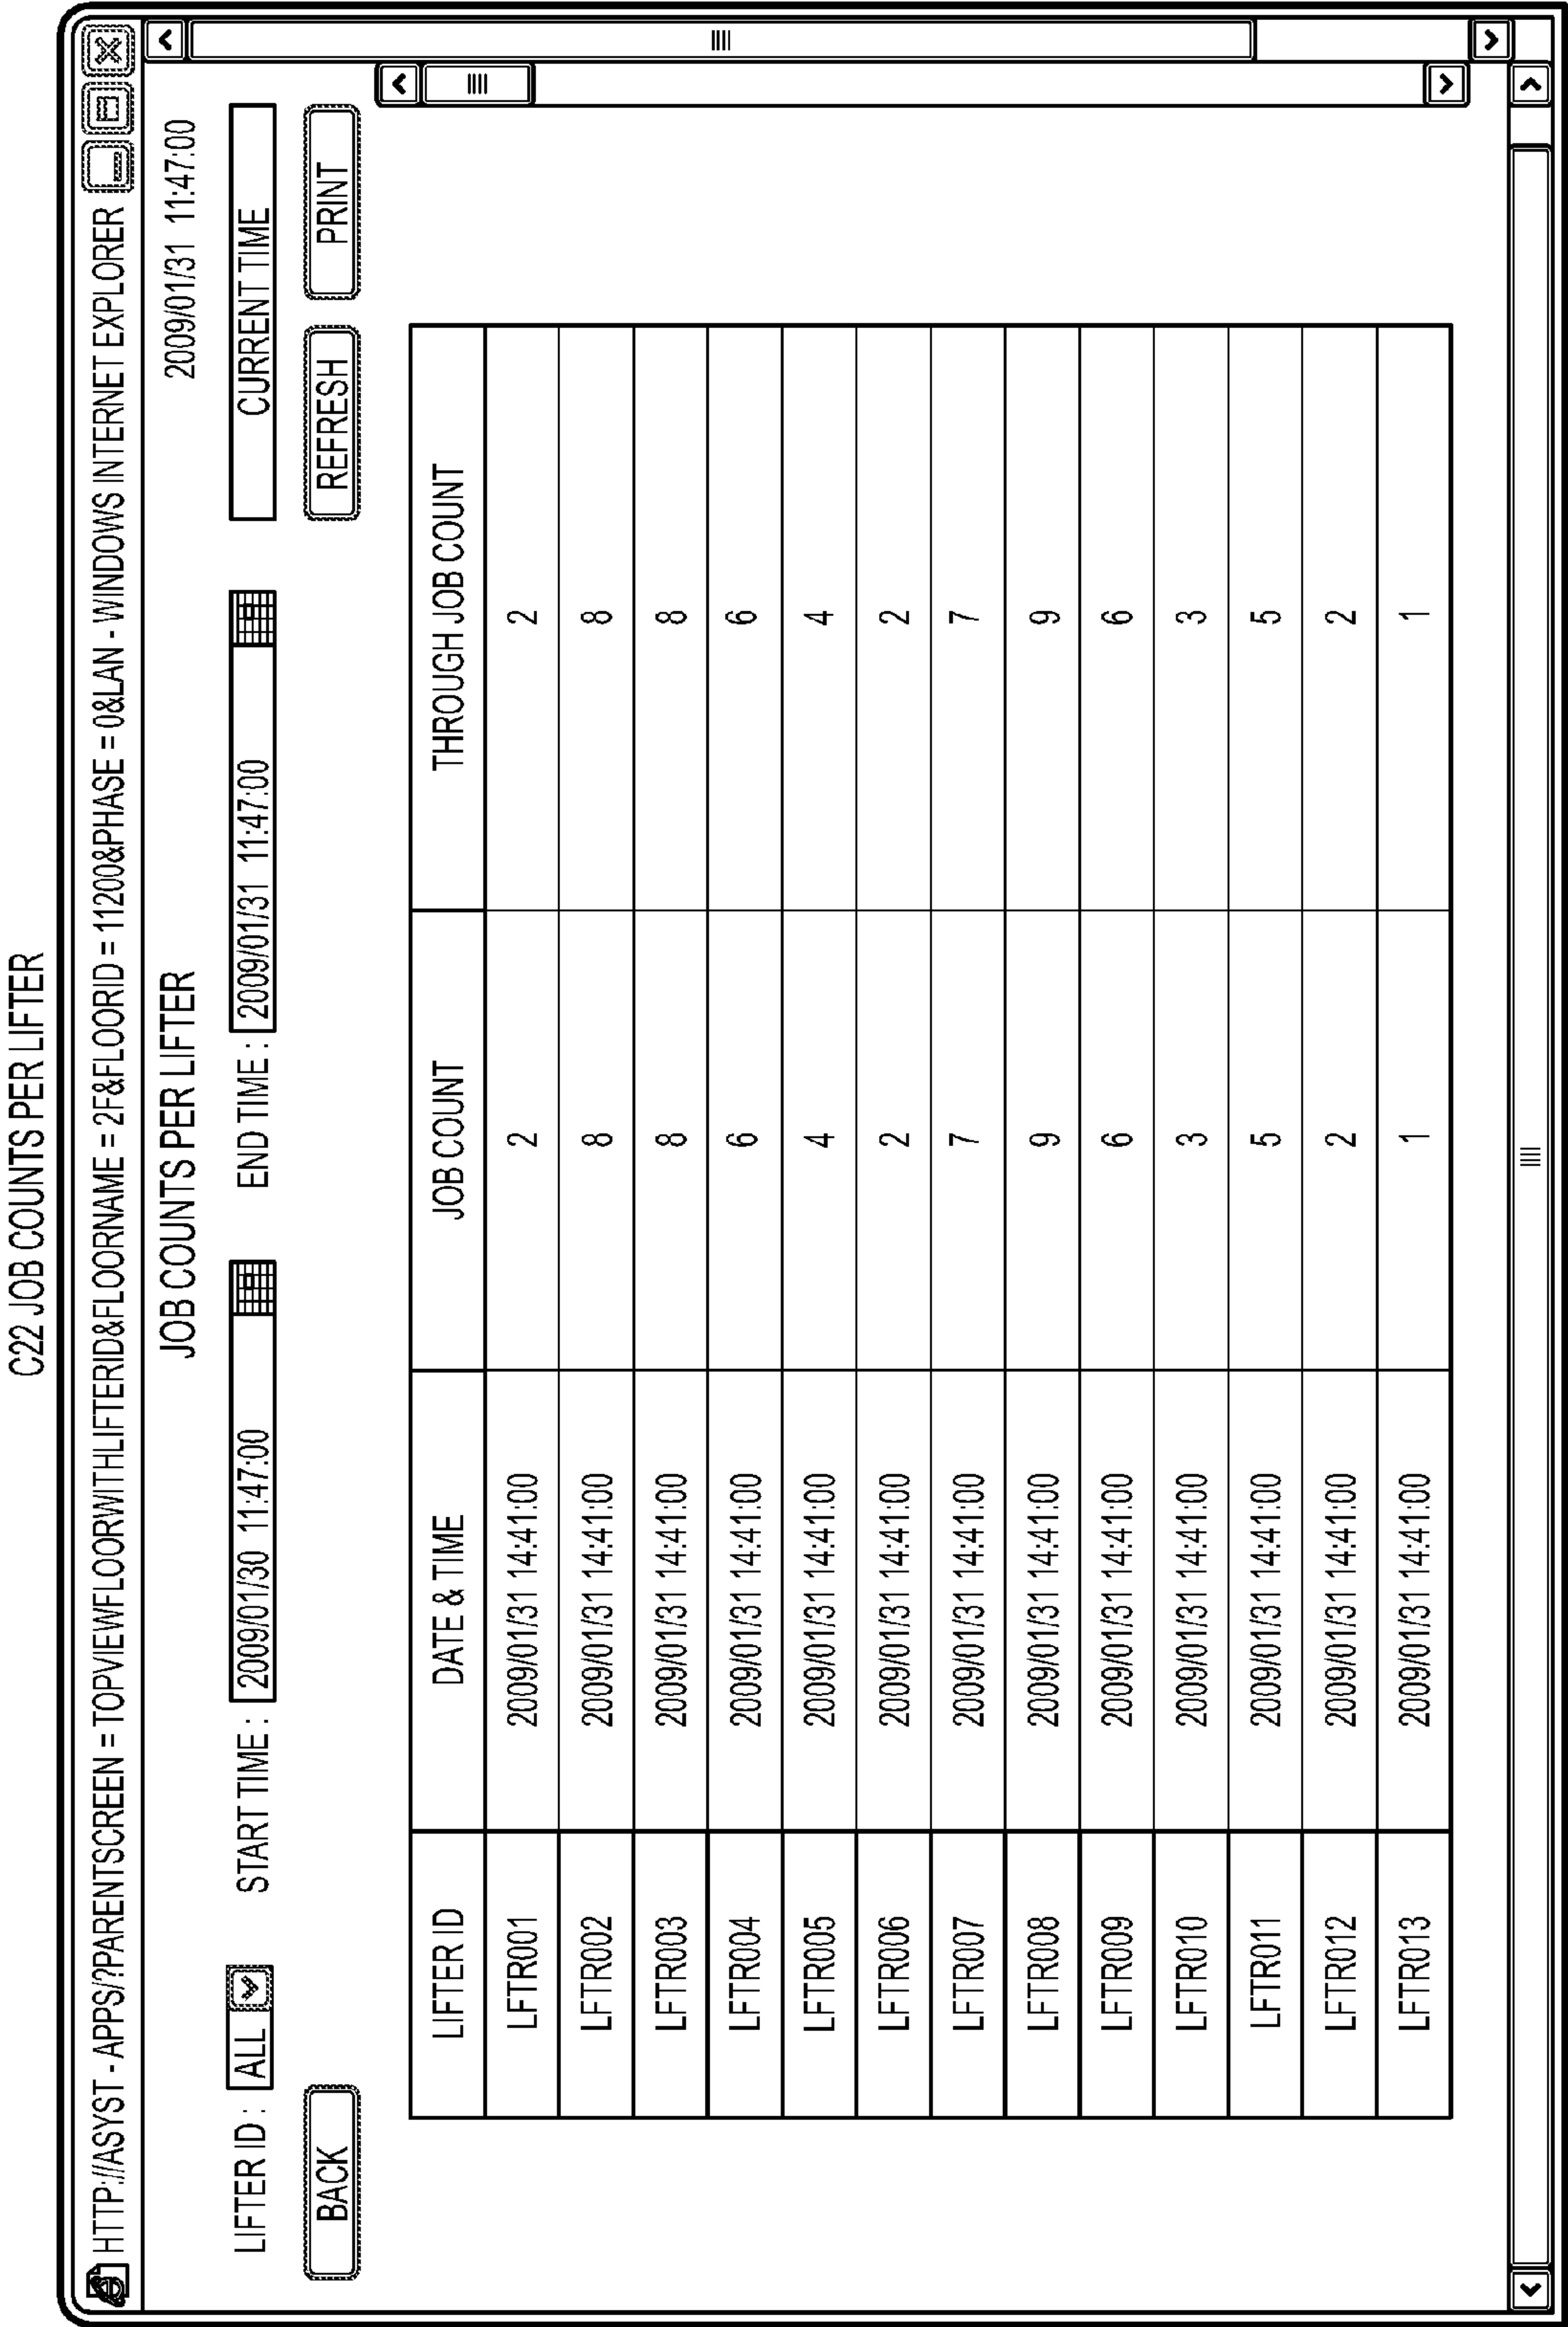 C22 JOB COUNTS PER LIFTER
HTTP://ASYST - APPS/?PARENTSCREEN = TOPVIEWFLOORWITHLIFTERID&FLOORNAME = 2F&FLOORID = 11200&PHASE = 0&LAN - WINDOWS INTERNET EXPLORER
JOB COUNTS PER LIFTER 2009/01/31 11:47:00
LIFTER ID : ALL START TIME : 2009/01/30 11:47:00 END TIME : 2009/01/31 11:47:00 CURRENT TIME
BACK REFRESH PRINT
LIFTER ID DATE & TIME JOB COUNT THROUGH JOB COUNT
LFTR001 2009/01/31 14:41:00 2 2
LFTR002 2009/01/31 14:41:00 8 8
LFTR003 2009/01/31 14:41:00 8 8
LFTR004 2009/01/31 14:41:00 6 6
LFTR005 2009/01/31 14:41:00 4 4
LFTR006 2009/01/31 14:41:00 2 2
LFTR007 2009/01/31 14:41:00 7 7
LFTR008 2009/01/31 14:41:00 9 9
LFTR009 2009/01/31 14:41:00 6 6
LFTR010 2009/01/31 14:41:00 3 3
LFTR011 2009/01/31 14:41:00 5 5
LFTR012 2009/01/31 14:41:00 2 2
LFTR013 2009/01/31 14:41:00 1 1